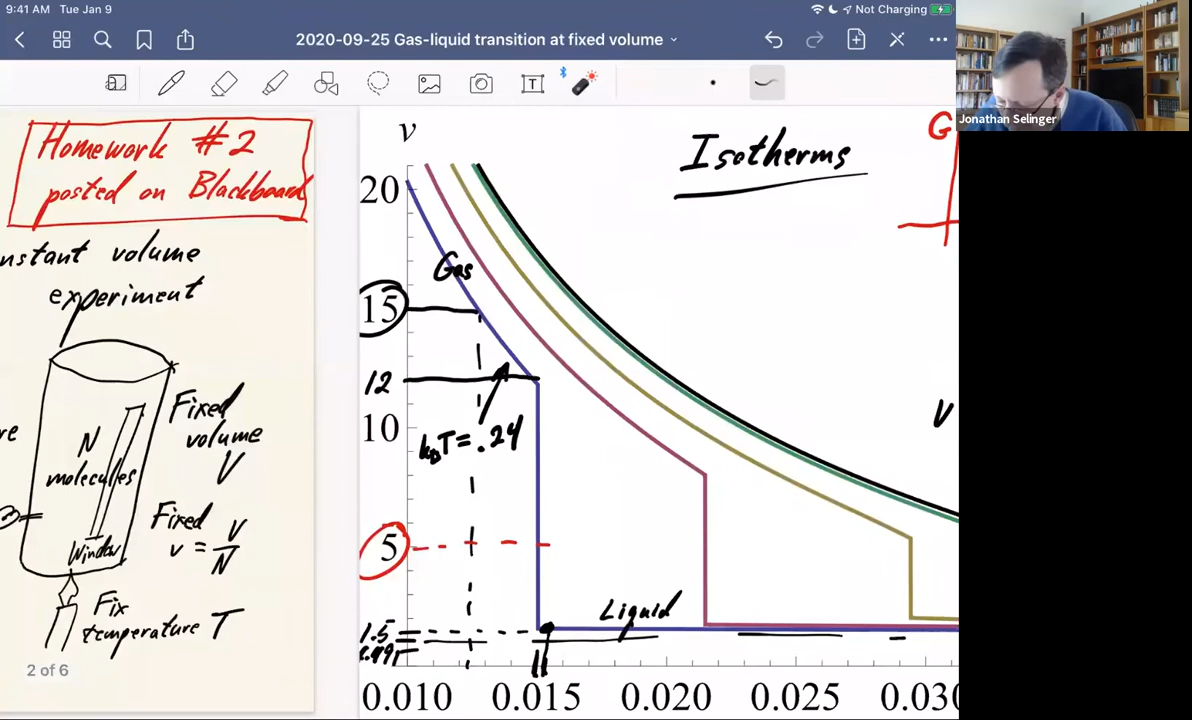 9:41 AM Tue Jan 9
Not Charging
2020-09-25 Gas-liquid transition at fixed volume
Jonathan Selinger
Homework #2
posted on Blackboard
nstant volume
experiment
N
molecules
Window
Fixed
volume
V
Fixed
v = V/N
Fix
temperature T
re
2 of 6
v
Isotherms
G
20
Gas
15
12
10
k_BT = .24
V
5
Liquid
1.5
0.010 0.015 0.020 0.025 0.030